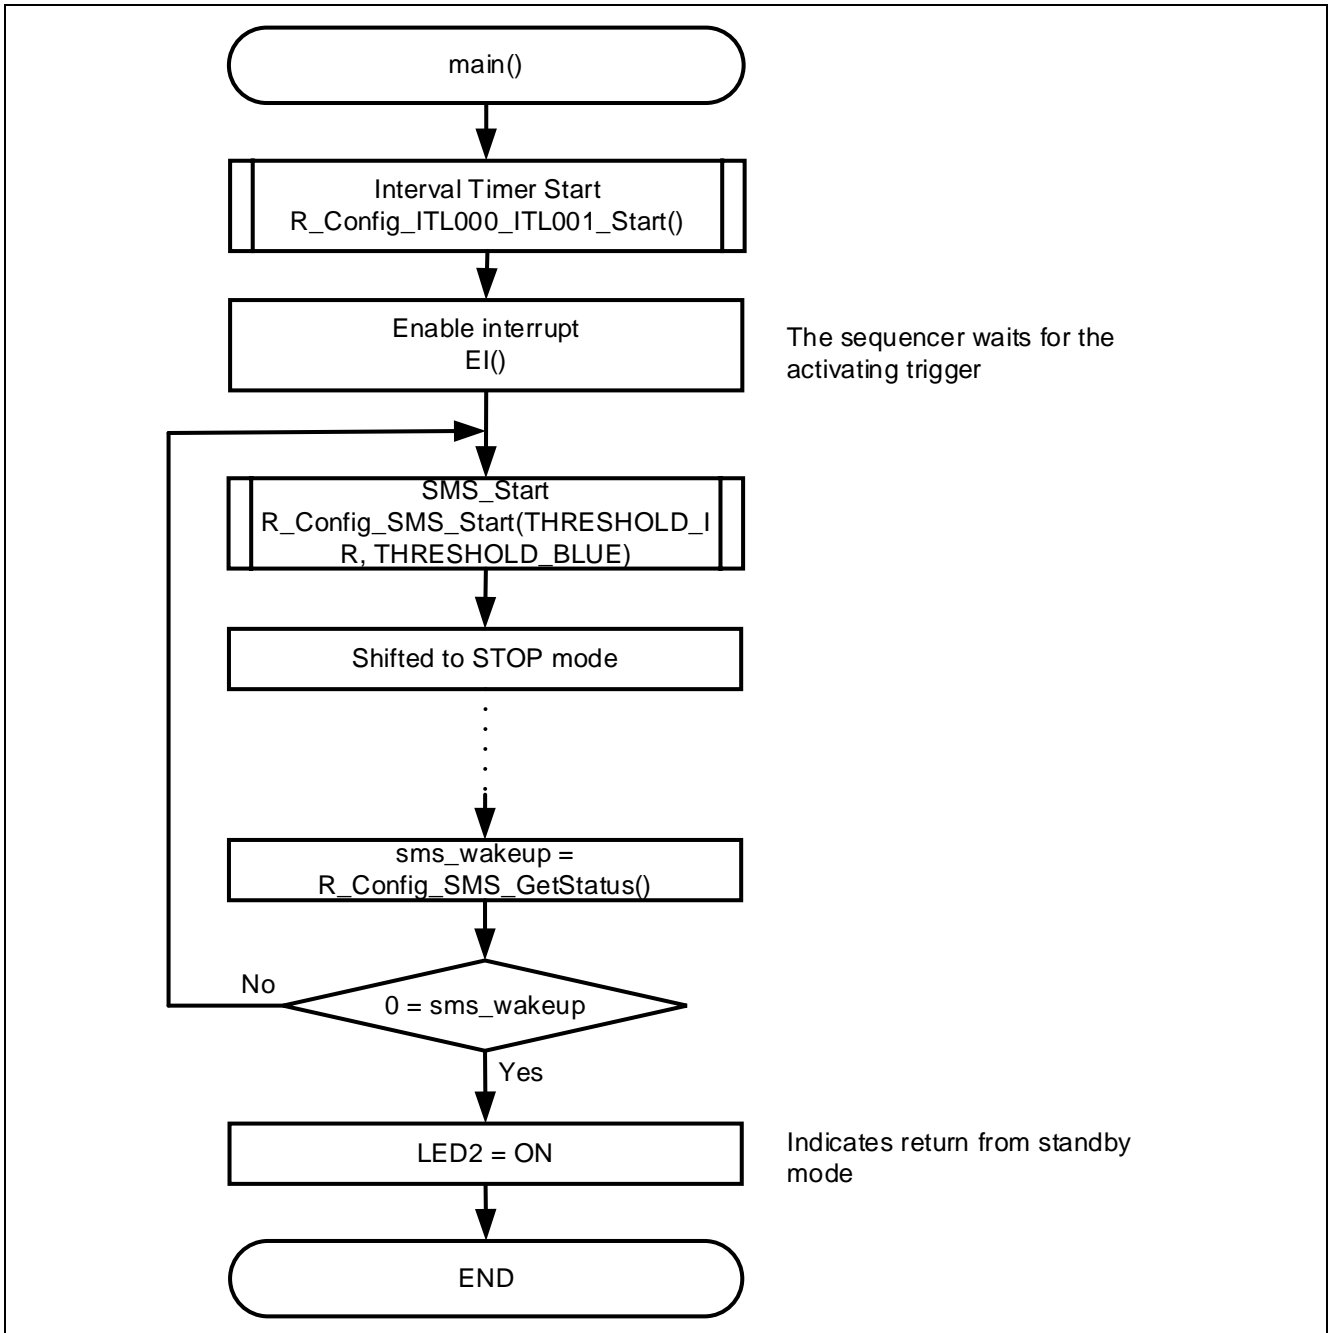 main()
Interval Timer Start
R_Config_ITL000_ITL001_Start()
Enable interrupt
EI()
The sequencer waits for the
activating trigger
SMS_Start
R_Config_SMS_Start(THRESHOLD_I
R, THRESHOLD_BLUE)
Shifted to STOP mode
sms_wakeup =
R_Config_SMS_GetStatus()
No
0 = sms_wakeup
Yes
LED2 = ON
Indicates return from standby
mode
END